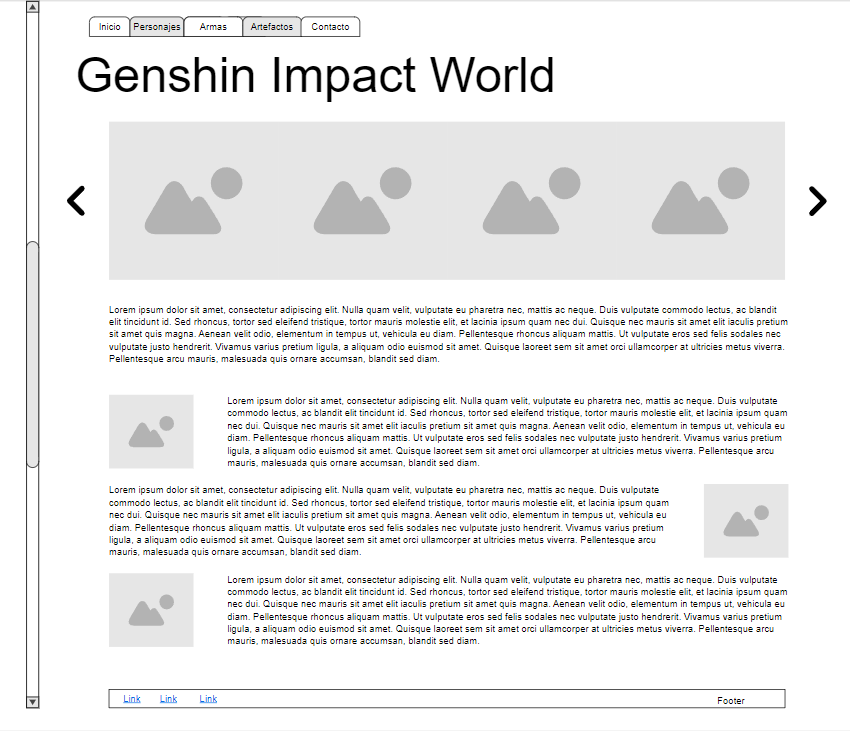 Inicio Personajes Armas Artefactos Contacto
Genshin Impact World
Lorem ipsum dolor sit amet, consectetur adipiscing elit. Nulla quam velit, vulputate eu pharetra nec, mattis ac neque. Duis vulputate commodo lectus, ac blandit
elit tincidunt id. Sed rhoncus, tortor sed eleifend tristique, tortor mauris molestie elit, et lacinia ipsum quam nec dui. Quisque nec mauris sit amet elit iaculis pretium
sit amet quis magna. Aenean velit odio, elementum in tempus ut, vehicula eu diam. Pellentesque rhoncus aliquam mattis. Ut vulputate eros sed felis sodales nec
vulputate justo hendrerit. Vivamus varius pretium ligula, a aliquam odio euismod sit amet. Quisque laoreet sem sit amet orci ullamcorper at ultricies metus viverra.
Pellentesque arcu mauris, malesuada quis ornare accumsan, blandit sed diam.
Lorem ipsum dolor sit amet, consectetur adipiscing elit. Nulla quam velit, vulputate eu pharetra nec, mattis ac neque. Duis vulputate
commodo lectus, ac blandit elit tincidunt id. Sed rhoncus, tortor sed eleifend tristique, tortor mauris molestie elit, et lacinia ipsum quam
nec dui. Quisque nec mauris sit amet elit iaculis pretium sit amet quis magna. Aenean velit odio, elementum in tempus ut, vehicula eu
diam. Pellentesque rhoncus aliquam mattis. Ut vulputate eros sed felis sodales nec vulputate justo hendrerit. Vivamus varius pretium
ligula, a aliquam odio euismod sit amet. Quisque laoreet sem sit amet orci ullamcorper at ultricies metus viverra. Pellentesque arcu
mauris, malesuada quis ornare accumsan, blandit sed diam.
Lorem ipsum dolor sit amet, consectetur adipiscing elit. Nulla quam velit, vulputate eu pharetra nec, mattis ac neque. Duis vulputate
commodo lectus, ac blandit elit tincidunt id. Sed rhoncus, tortor sed eleifend tristique, tortor mauris molestie elit, et lacinia ipsum quam
nec dui. Quisque nec mauris sit amet elit iaculis pretium sit amet quis magna. Aenean velit odio, elementum in tempus ut, vehicula eu
diam. Pellentesque rhoncus aliquam mattis. Ut vulputate eros sed felis sodales nec vulputate justo hendrerit. Vivamus varius pretium
ligula, a aliquam odio euismod sit amet. Quisque laoreet sem sit amet orci ullamcorper at ultricies metus viverra. Pellentesque arcu
mauris, malesuada quis ornare accumsan, blandit sed diam.
Lorem ipsum dolor sit amet, consectetur adipiscing elit. Nulla quam velit, vulputate eu pharetra nec, mattis ac neque. Duis vulputate
commodo lectus, ac blandit elit tincidunt id. Sed rhoncus, tortor sed eleifend tristique, tortor mauris molestie elit, et lacinia ipsum quam
nec dui. Quisque nec mauris sit amet elit iaculis pretium sit amet quis magna. Aenean velit odio, elementum in tempus ut, vehicula eu
diam. Pellentesque rhoncus aliquam mattis. Ut vulputate eros sed felis sodales nec vulputate justo hendrerit. Vivamus varius pretium
ligula, a aliquam odio euismod sit amet. Quisque laoreet sem sit amet orci ullamcorper at ultricies metus viverra. Pellentesque arcu
mauris, malesuada quis ornare accumsan, blandit sed diam.
Link Link Link Footer